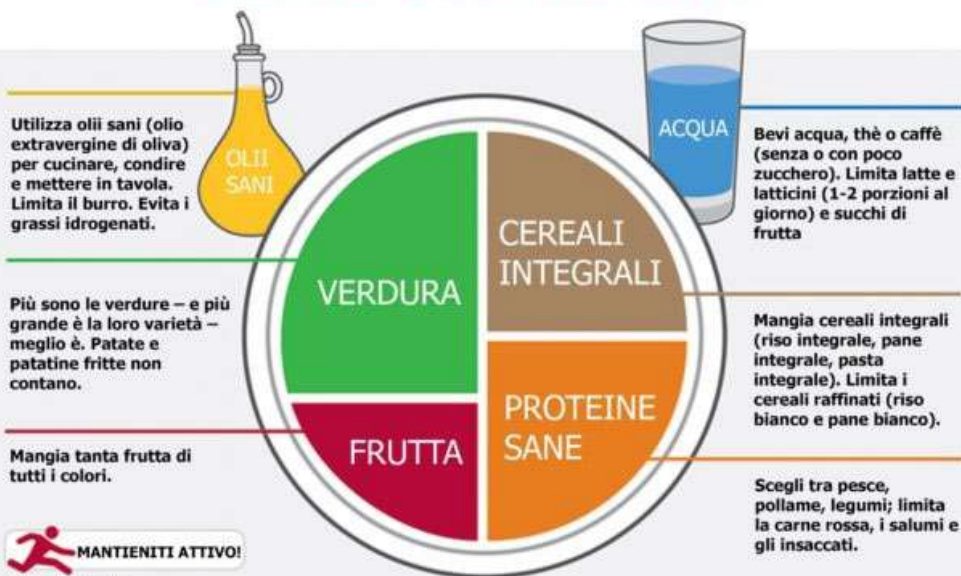 OLII
SANI
Utilizza olii sani (olio
extravergine di oliva)
per cucinare, condire
e mettere in tavola.
Limita il burro. Evita i
grassi idrogenati.
ACQUA
Bevi acqua, thè o caffè
(senza o con poco
zucchero). Limita latte e
latticini (1-2 porzioni al
giorno) e succhi di
frutta
VERDURA
Più sono le verdure – e più
grande è la loro varietà –
meglio è. Patate e
patatine fritte non
contano.
CEREALI
INTEGRALI
Mangia cereali integrali
(riso integrale, pane
integrale, pasta
integrale). Limita i
cereali raffinati (riso
bianco e pane bianco).
FRUTTA
Mangia tanta frutta di
tutti i colori.
PROTEINE
SANE
Scegli tra pesce,
pollame, legumi; limita
la carne rossa, i salumi e
gli insaccati.
MANTIENITI ATTIVO!